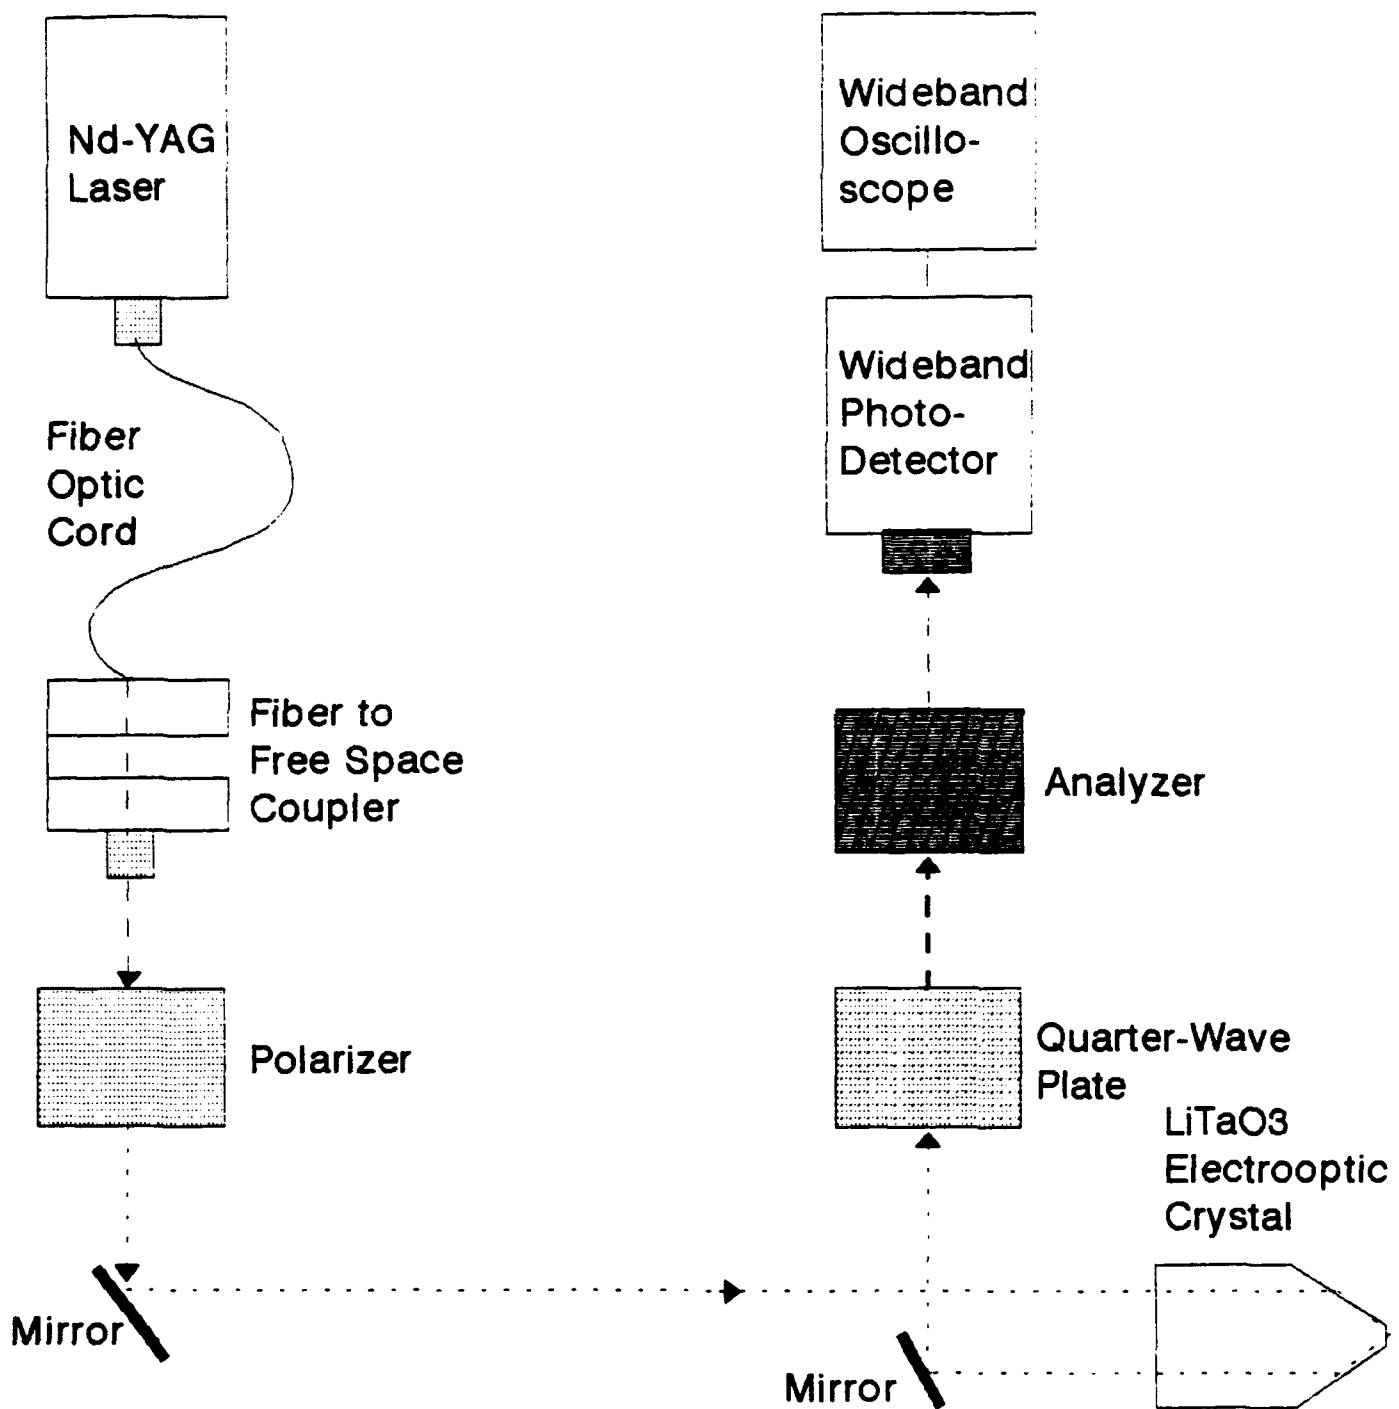 Nd-YAG
Laser
Fiber
Optic
Cord
Fiber to
Free Space
Coupler
Polarizer
Mirror
Wideband
Oscillo-
scope
Wideband
Photo-
Detector
Analyzer
Quarter-Wave
Plate
LiTaO3
Electrooptic
Crystal
Mirror